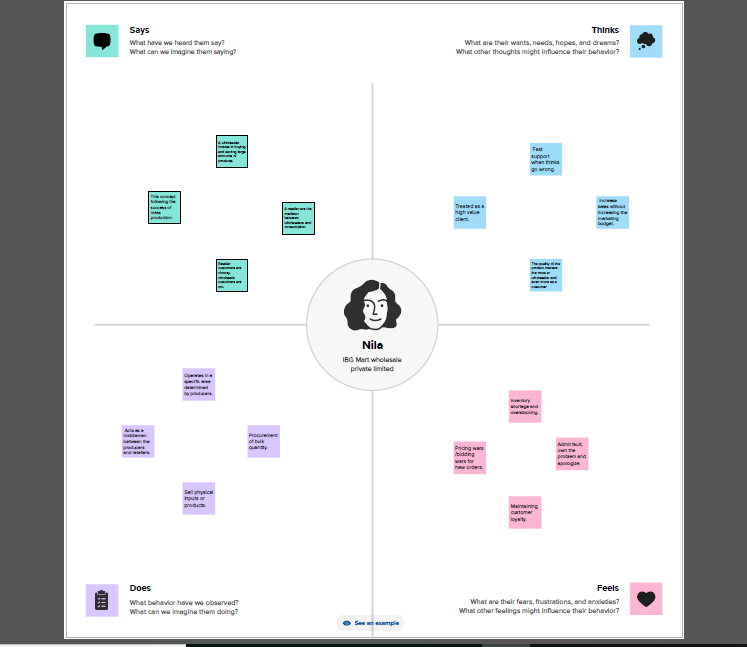 Says
What have we heard them say?
What can we imagine them saying?
Thinks
What are their wants, needs, hopes, and dreams?
What other thoughts might influence their behavior?
A wholesaler
invests in buying
and storing large
amounts of
produce.
This concept
following the
success of
mass
production.
A retailer are the
mediator
between
wholesalers and
consumption.
Retailer
customers are
wholesale
customers are
not.
Fast
support
when thinks
go wrong.
Treated as a
high value
client.
Increase
sales without
increasing the
marketing
budget.
The quality of the
product matters
the most to
wholesaler and
even more so a
customer
Nila
IBG Mart wholesale
private limited
Operates in a
specific area
determined
by producers.
Acts as a
middleman
between the
producers
and retailers.
Procurement
of bulk
quantity.
Sell physical
inputs or
products.
Inventory
shortage and
overstocking.
Pricing wars
/bidding
wars for
new orders.
Admit fault,
own the
problem and
apologize.
Maintaining
customer
loyalty.
Does
What behavior have we observed?
What can we imagine them doing?
Feels
What are their fears, frustrations, and anxieties?
What other feelings might influence their behavior?
See an example